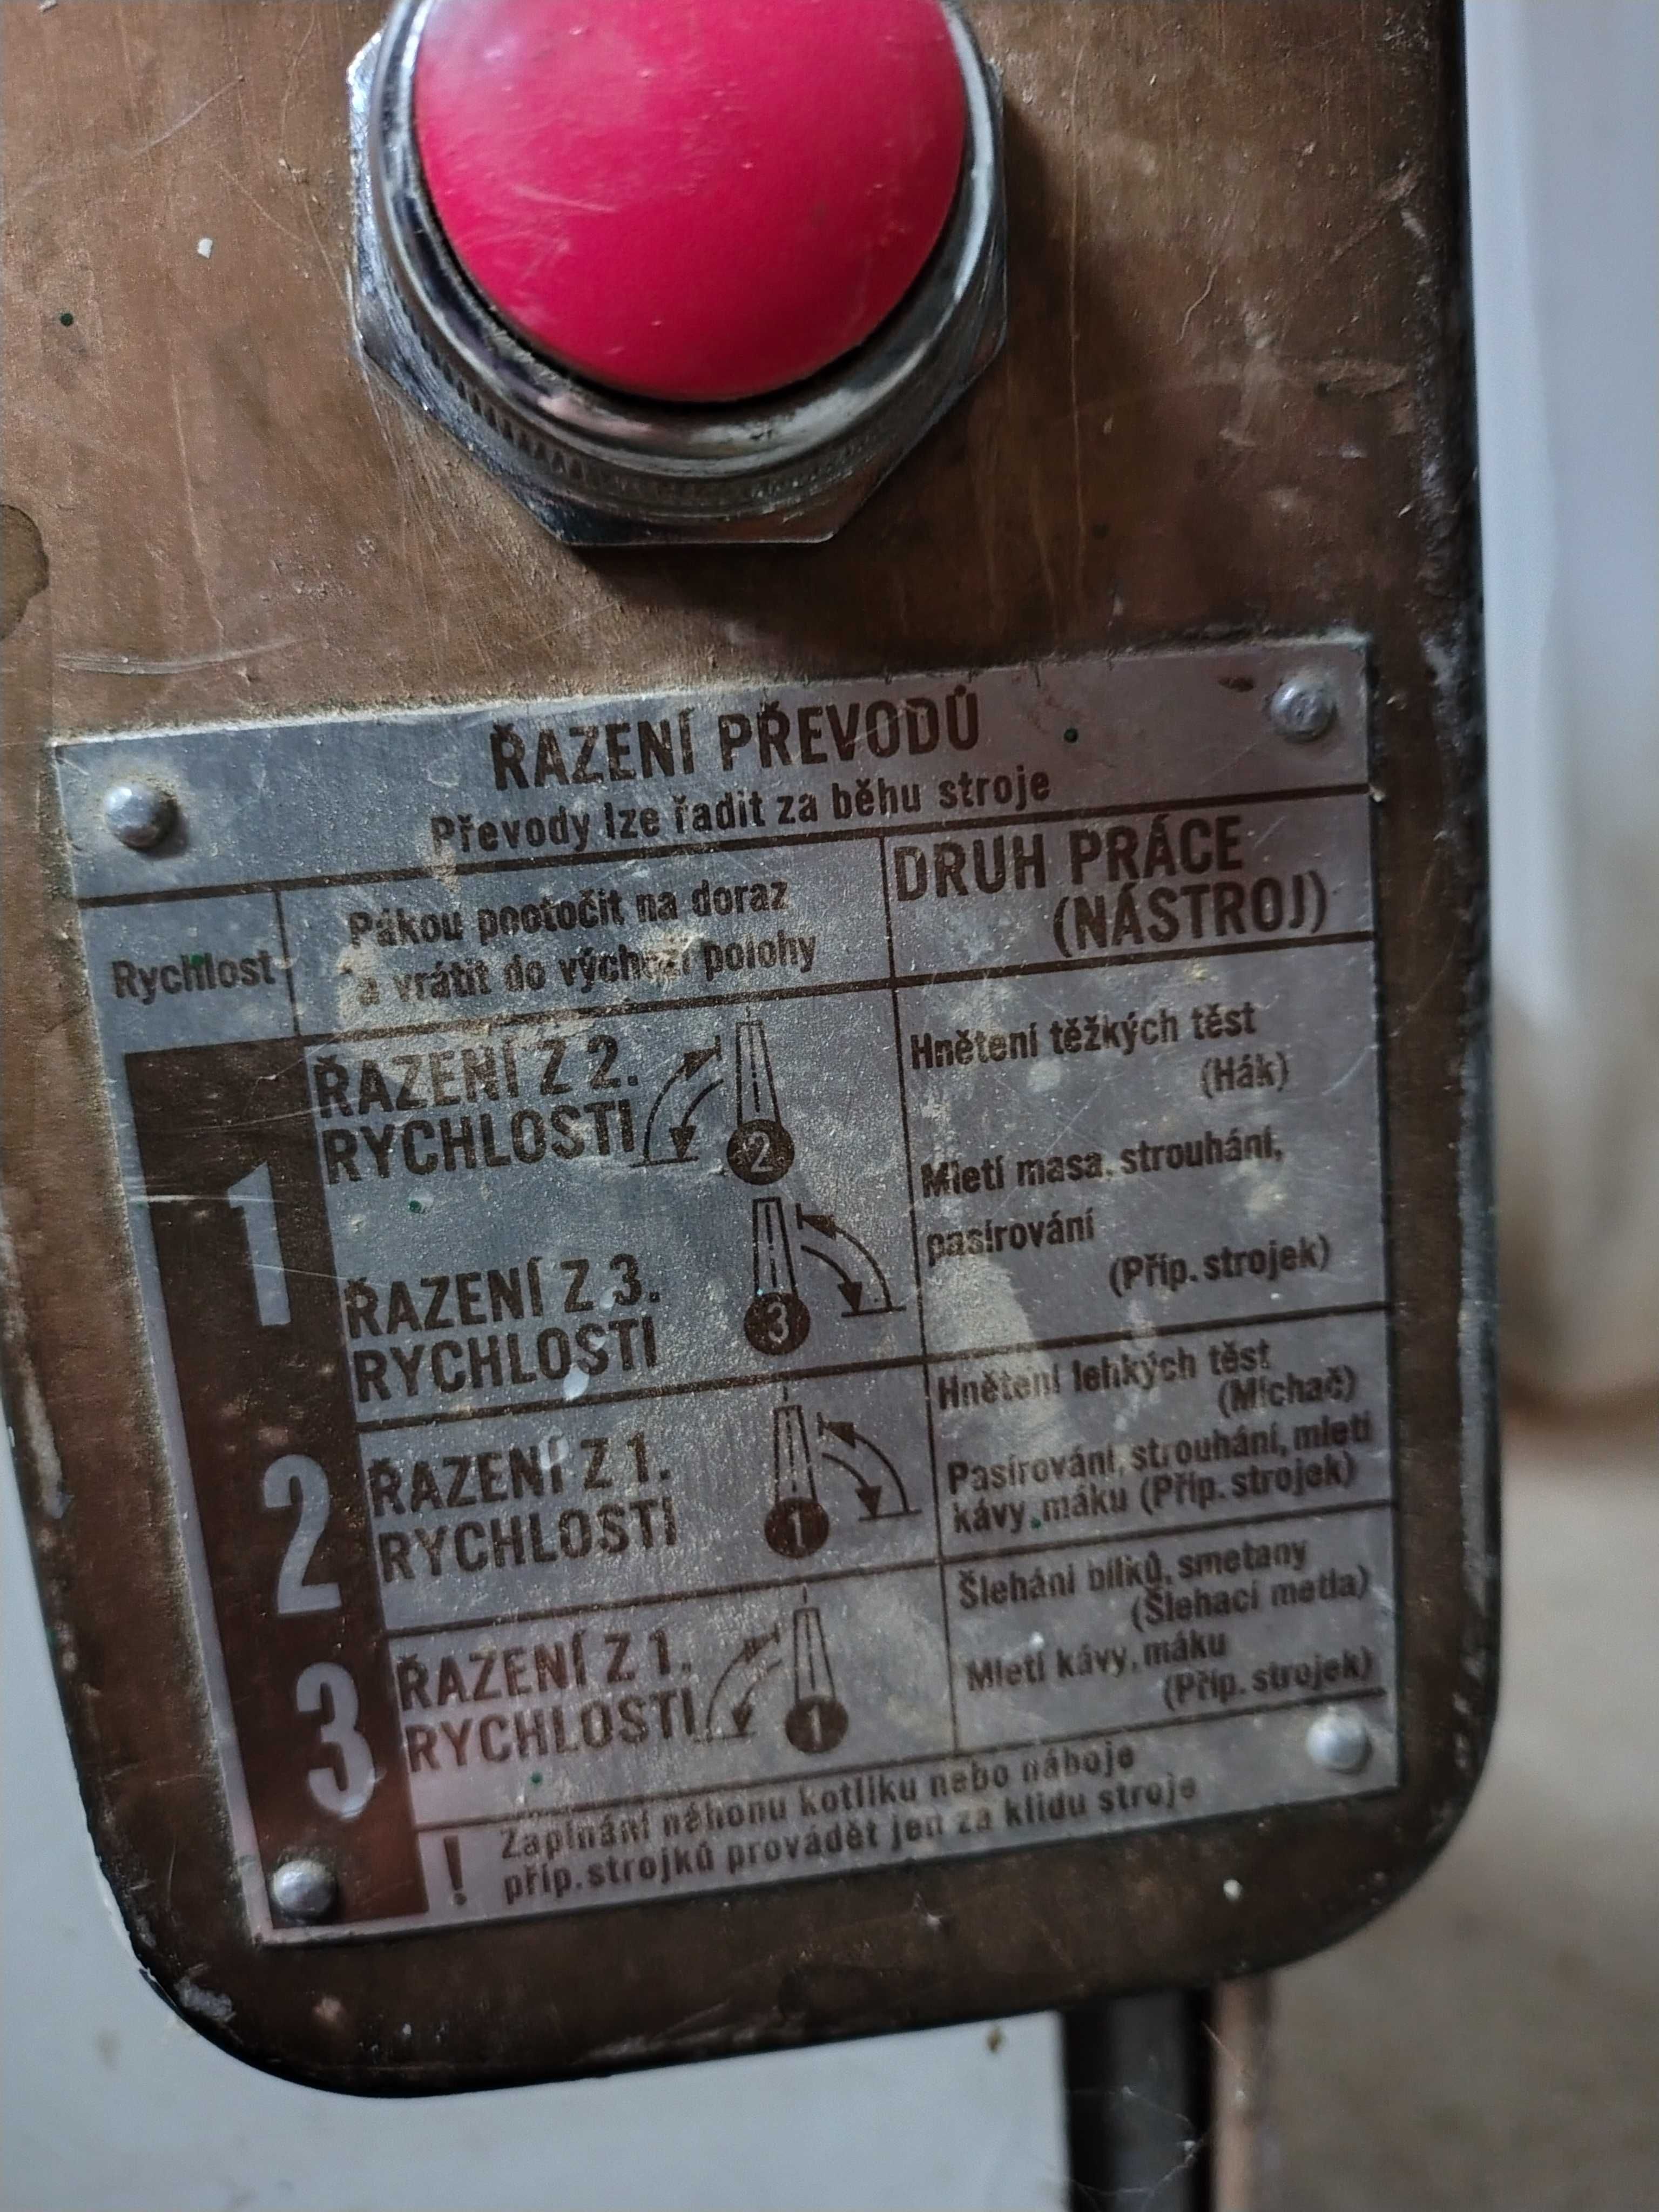 ŘAZENÍ PŘEVODŮ
Převody lze řadit za běhu stroje
Rychlost
Pákou pootočit na doraz
a vrátit do výchozí polohy
DRUH PRÁCE
(NÁSTROJ)
1
ŘAZENÍ Z 2.
RYCHLOSTI
2
ŘAZENÍ Z 3.
RYCHLOSTI
3
Hnětení těžkých těst
(Hák)
Mletí masa, strouhání,
pasírování
(Příp. strojek)
2
ŘAZENÍ Z 1.
RYCHLOSTI
1
Hnětení lehkých těst
(Míchač)
Pasírování, strouhání, mletí
kávy, máku (Příp. strojek)
3
ŘAZENÍ Z 1.
RYCHLOSTI
1
Šlehání bílků, smetany
(Šlehací metla)
Mletí kávy, máku
(Příp. strojek)
! Zapínání náhonu kotlíku nebo náboje
příp. strojků provádět jen za klidu stroje